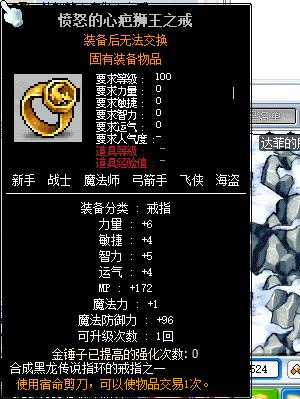 愤怒的心疤狮王之戒
装备后无法交换
固有装备物品
要求等级 : 100
要求力量 : 0
要求敏捷 : 0
要求智力 : 0
要求运气 : 0
要求人气度 : -
道具等级 : -
道具经验值 : -
新手 战士 魔法师 弓箭手 飞侠 海盗
装备分类 : 戒指
力量 : +6
敏捷 : +4
智力 : +5
运气 : +4
MP : +172
魔法力 : +1
魔法防御力 : +96
可升级次数 : 1回
金锤子已提高的强化次数: 0
合成黑龙传说指环的戒指之一
使用宿命剪刀，可以使物品交易1次。
达菲的
524